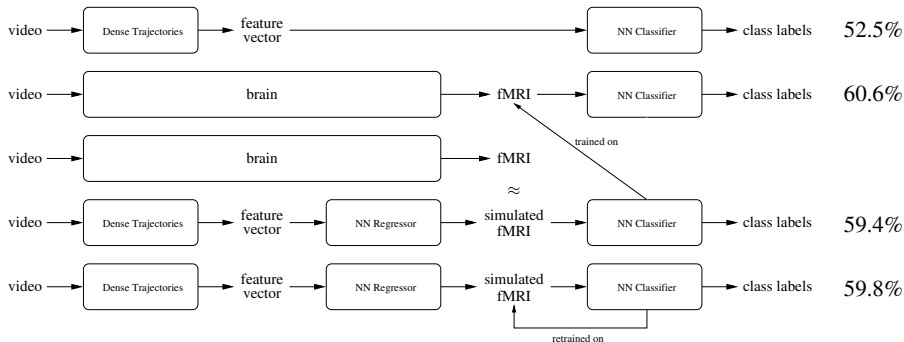 video Dense Trajectories feature vector NN Classifier class labels 52.5%
video brain fMRI NN Classifier class labels 60.6%
trained on
video brain fMRI
≈
video Dense Trajectories feature vector NN Regressor simulated fMRI NN Classifier class labels 59.4%
video Dense Trajectories feature vector NN Regressor simulated fMRI NN Classifier class labels 59.8%
retrained on